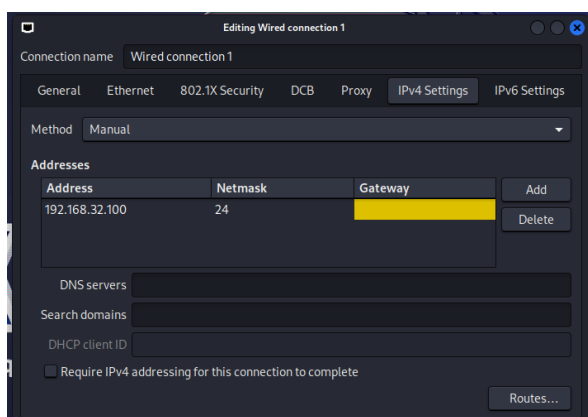 Editing Wired connection 1
Connection name Wired connection 1
General Ethernet 802.1X Security DCB Proxy IPv4 Settings IPv6 Settings
Method Manual
Addresses
Address Netmask Gateway Add
192.168.32.100 24
Delete
DNS servers
Search domains
DHCP client ID
Require IPv4 addressing for this connection to complete
Routes...